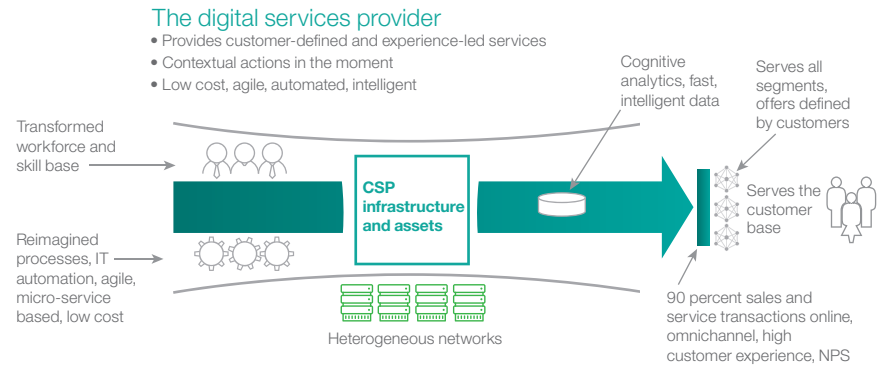 The digital services provider
• Provides customer-defined and experience-led services
• Contextual actions in the moment
• Low cost, agile, automated, intelligent
Cognitive
analytics, fast,
intelligent data
Serves all
segments,
offers defined
by customers
Transformed
workforce and
skill base
CSP
infrastructure
and assets
Serves the
customer
base
Reimagined
processes, IT
automation, agile,
micro-service
based, low cost
Heterogeneous networks
90 percent sales and
service transactions online,
omnichannel, high
customer experience, NPS